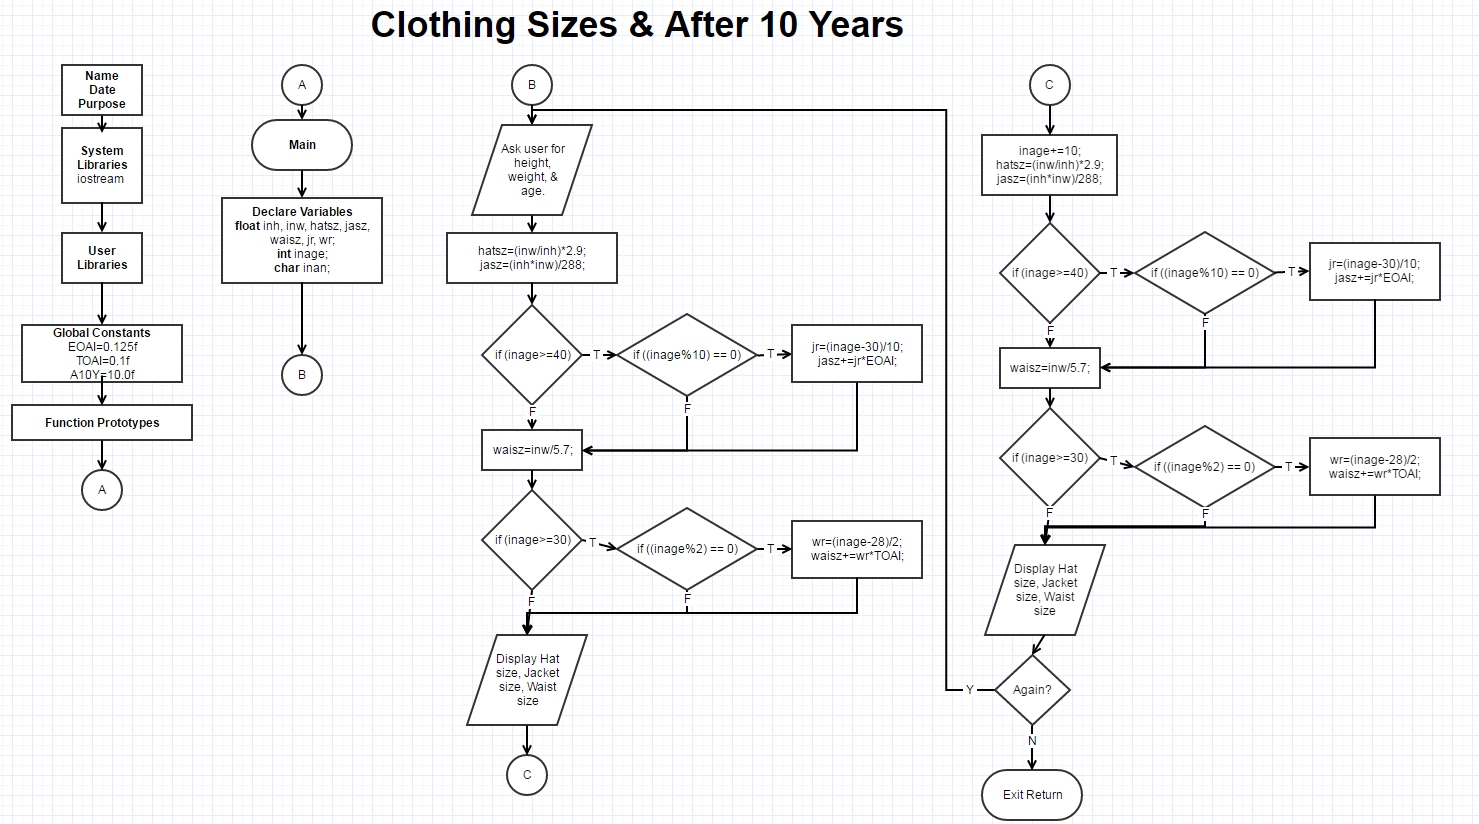 Clothing Sizes & After 10 Years
Name
Date
Purpose
System
Libraries
iostream
User
Libraries
Global Constants
EOAI=0.125f
TOAI=0.1f
A10Y=10.0f
Function Prototypes
A
A
Main
Declare Variables
float inh, inw, hatsz, jasz,
waisz, jr, wr;
int inage;
char inan;
B
B
Ask user for
height,
weight, &
age.
hatsz=(inw/inh)*2.9;
jasz=(inh*inw)/288;
if (inage>=40)
T
if ((inage%10) == 0)
T
jr=(inage-30)/10;
jasz+=jr*EOAI;
F
F
waisz=inw/5.7;
if (inage>=30)
T
if ((inage%2) == 0)
T
wr=(inage-28)/2;
waisz+=wr*TOAI;
F
F
Display Hat
size, Jacket
size, Waist
size
C
C
inage+=10;
hatsz=(inw/inh)*2.9;
jasz=(inh*inw)/288;
if (inage>=40)
T
if ((inage%10) == 0)
T
jr=(inage-30)/10;
jasz+=jr*EOAI;
F
F
waisz=inw/5.7;
if (inage>=30)
T
if ((inage%2) == 0)
T
wr=(inage-28)/2;
waisz+=wr*TOAI;
F
F
Display Hat
size, Jacket
size, Waist
size
Again?
Y
N
Exit Return